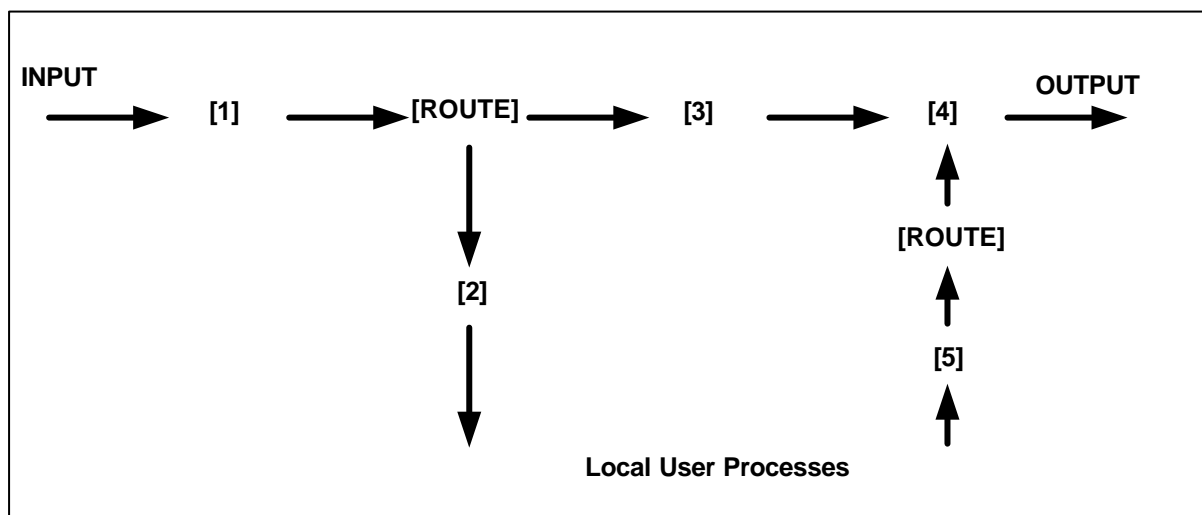 INPUT
OUTPUT
[1]
[ROUTE]
[3]
[4]
[ROUTE]
[2]
[5]
Local User Processes